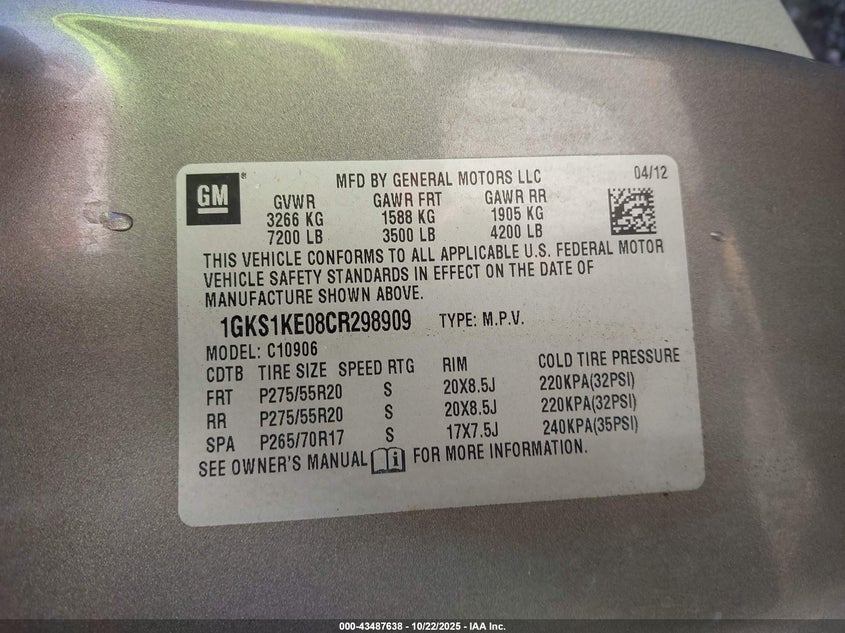 GM ®
MFD BY GENERAL MOTORS LLC 04/12
GVWR GAWR FRT GAWR RR
3266 KG 1588 KG 1905 KG
7200 LB 3500 LB 4200 LB
THIS VEHICLE CONFORMS TO ALL APPLICABLE U.S. FEDERAL MOTOR
VEHICLE SAFETY STANDARDS IN EFFECT ON THE DATE OF
MANUFACTURE SHOWN ABOVE.
1GKS1KE08CR298909 TYPE: M.P.V.
MODEL: C10906
CDTB TIRE SIZE SPEED RTG RIM COLD TIRE PRESSURE
FRT P275/55R20 S 20X8.5J 220KPA(32PSI)
RR P275/55R20 S 20X8.5J 220KPA(32PSI)
SPA P265/70R17 S 17X7.5J 240KPA(35PSI)
SEE OWNER'S MANUAL i FOR MORE INFORMATION.
000-43487638 - 10/22/2025 - IAA Inc.